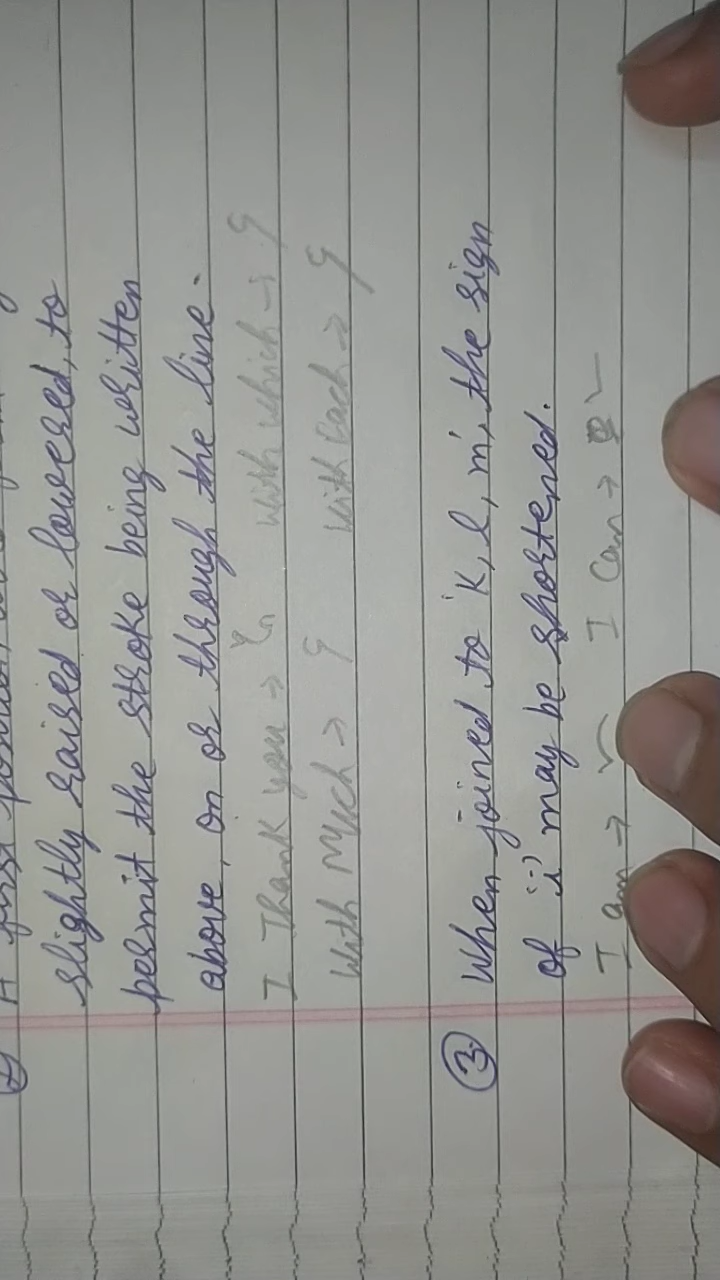 slightly raised or lowered, to
permit the stroke being written
above, on or through the line.
I Thank you → with which →
With Much → with each →
③ When joined to 'K, l, m', the sign
of 'i' may be shortened.
I am → I Can →